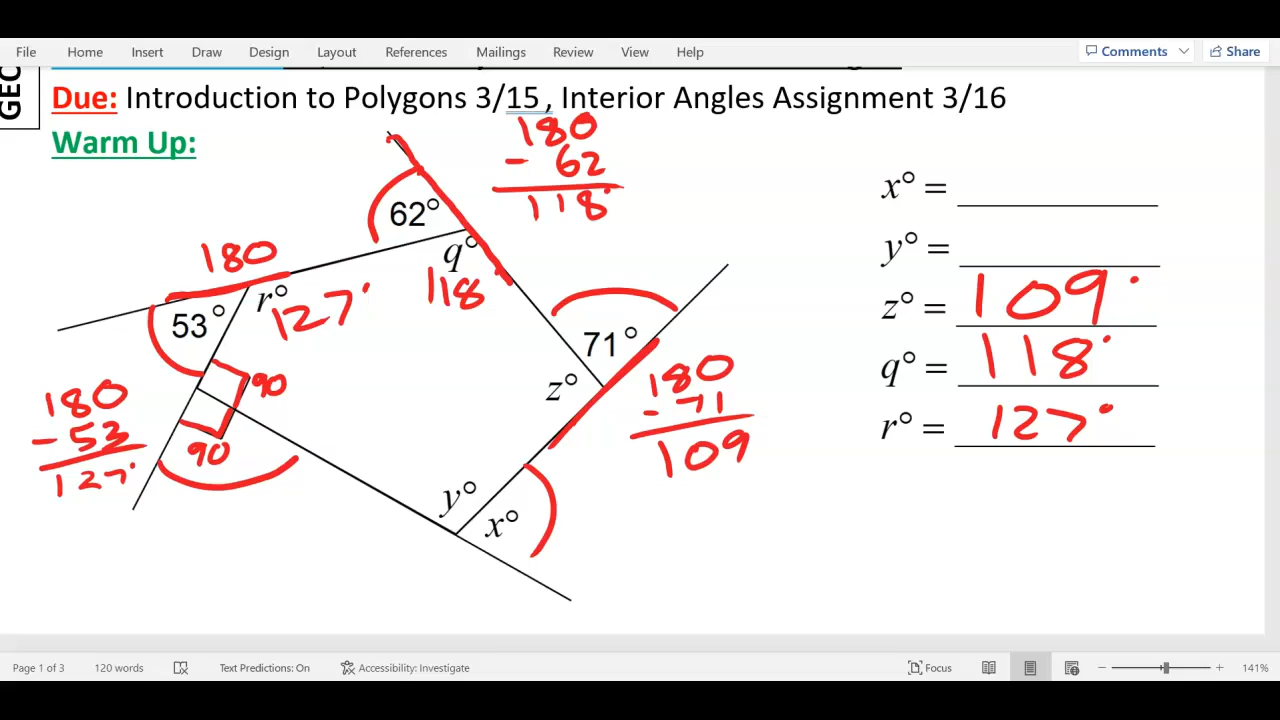 File Home Insert Draw Design Layout References Mailings Review View Help Comments Share
GEO
Due: Introduction to Polygons 3/15 , Interior Angles Assignment 3/16
Warm Up:
180
- 62
118°
62°
q°
118
180
r°
127°
53°
90
90
180
- 53
127°
71°
z°
180
- 71
109
y°
x°
x° =
y° =
z° = 109°
q° = 118°
r° = 127°
Page 1 of 3 120 words Text Predictions: On Accessibility: Investigate Focus 141%